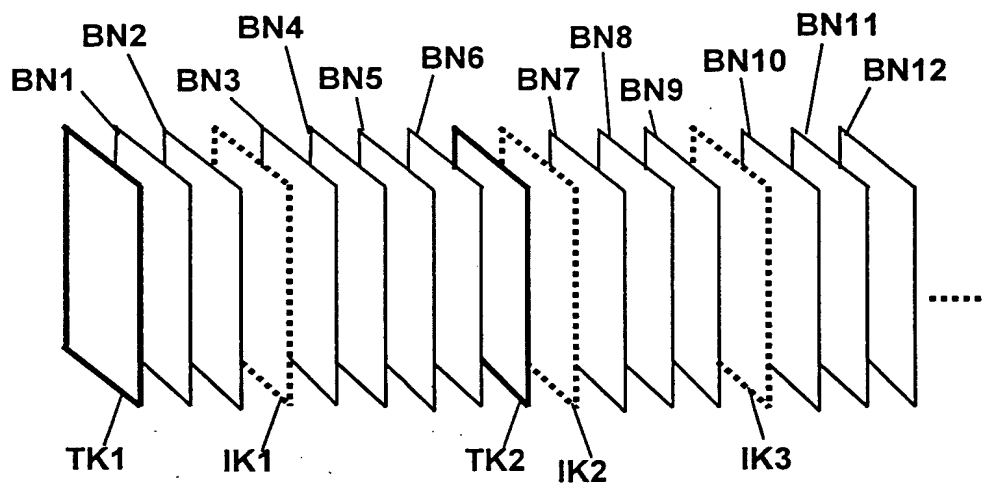 BN1
BN2
BN3
BN4
BN5
BN6
BN7
BN8
BN9
BN10
BN11
BN12
TK1
IK1
TK2
IK2
IK3